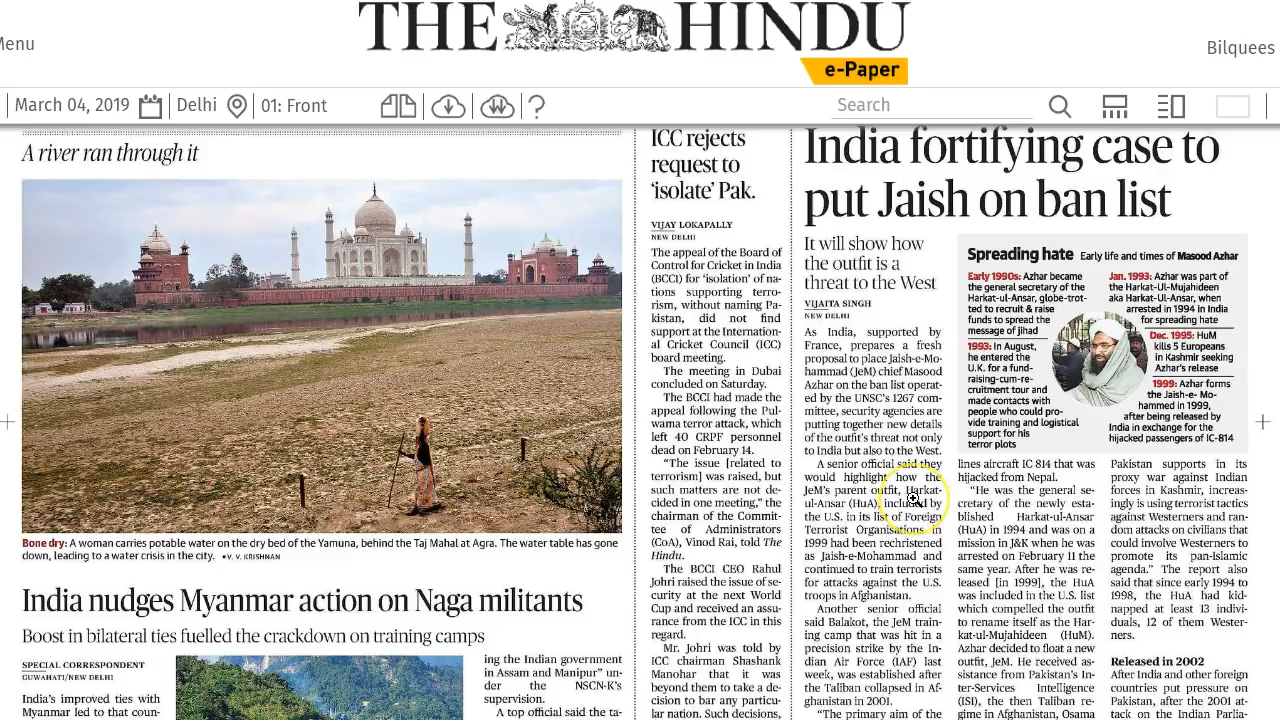 THE HINDU
e-Paper
Menu
Bilquees
March 04, 2019
Delhi
01: Front
?
Search
A river ran through it
Bone dry: A woman carries potable water on the dry bed of the Yamuna, behind the Taj Mahal at Agra. The water table has gone
down, leading to a water crisis in the city. •V. V. KRISHNAN
India nudges Myanmar action on Naga militants
Boost in bilateral ties fuelled the crackdown on training camps
SPECIAL CORRESPONDENT
GUWAHATI/NEW DELHI
India's improved ties with
Myanmar led to that coun-
ing the Indian government
in Assam and Manipur" un-
der the NSCN-K's
supervision.
A top official said the ta-
ICC rejects
request to
'isolate' Pak.
VIJAY LOKAPALLY
NEW DELHI
The appeal of the Board of
Control for Cricket in India
(BCCI) for 'isolation' of na-
tions supporting terro-
rism, without naming Pa-
kistan, did not find
support at the Internation-
al Cricket Council (ICC)
board meeting.
The meeting in Dubai
concluded on Saturday.
The BCCI had made the
appeal following the Pul-
wama terror attack, which
left 40 CRPF personnel
dead on February 14.
"The issue [related to
terrorism] was raised, but
such matters are not de-
cided in one meeting," the
chairman of the Commit-
tee of Administrators
(CoA), Vinod Rai, told The
Hindu.
The BCCI CEO Rahul
Johri raised the issue of se-
curity at the next World
Cup and received an assu-
rance from the ICC in this
regard.
Mr. Johri was told by
ICC chairman Shashank
Manohar that it was
beyond them to take a de-
cision to bar any particu-
lar nation. Such decisions,
India fortifying case to
put Jaish on ban list
It will show how
the outfit is a
threat to the West
VIJAITA SINGH
NEW DELHI
As India, supported by
France, prepares a fresh
proposal to place Jaish-e-Mo-
hammad (JeM) chief Masood
Azhar on the ban list operat-
ed by the UNSC's 1267 com-
mittee, security agencies are
putting together new details
of the outfit's threat not only
to India but also to the West.
A senior official said they
would highlight how the
JeM's parent outfit, Harkat-
ul-Ansar (HuA), included by
the U.S. in its list of Foreign
Terrorist Organisations in
1999 had been rechristened
as Jaish-e-Mohammad and
continued to train terrorists
for attacks against the U.S.
troops in Afghanistan.
Another senior official
said Balakot, the JeM train-
ing camp that was hit in a
precision strike by the In-
dian Air Force (IAF) last
week, was established after
the Taliban collapsed in Af-
ghanistan in 2001.
"The primary aim of the
Spreading hate Early life and times of Masood Azhar
Early 1990s: Azhar became
the general secretary of the
Harkat-ul-Ansar, globe-trot-
ted to recruit & raise
funds to spread the
message of jihad
1993: In August,
he entered the
U.K. for a fund-
raising-cum-re-
cruitment tour and
made contacts with
people who could pro-
vide training and logistical
support for his
terror plots
Jan. 1993: Azhar was part of
the Harkat-Ul-Mujahideen
aka Harkat-Ul-Ansar, when
arrested in 1994 in India
for spreading hate
Dec. 1995: HuM
kills 5 Europeans
in Kashmir seeking
Azhar's release
1999: Azhar forms
the Jaish-e- Mo-
hammed in 1999,
after being released by
India in exchange for the
hijacked passengers of IC-814
lines aircraft IC 814 that was
hijacked from Nepal.
"He was the general se-
cretary of the newly esta-
blished Harkat-ul-Ansar
(HuA) in 1994 and was on a
mission in J&K when he was
arrested on February 11 the
same year. After he was re-
leased [in 1999], the HuA
was included in the U.S. list
which compelled the outfit
to rename itself as the Har-
kat-ul-Mujahideen (HuM).
Azhar decided to float a new
outfit, JeM. He received as-
sistance from Pakistan's In-
ter-Services Intelligence
(ISI), the then Taliban re-
gime in Afghanistan, Osama
Pakistan supports in its
proxy war against Indian
forces in Kashmir, increas-
ingly is using terrorist tactics
against Westerners and ran-
dom attacks on civilians that
could involve Westerners to
promote its pan-Islamic
agenda." The report also
said that since early 1994 to
1998, the HuA had kid-
napped at least 13 indivi-
duals, 12 of them Wester-
ners.
Released in 2002
After India and other foreign
countries put pressure on
Pakistan, after the 2001 at-
tack on the Indian Parlia-